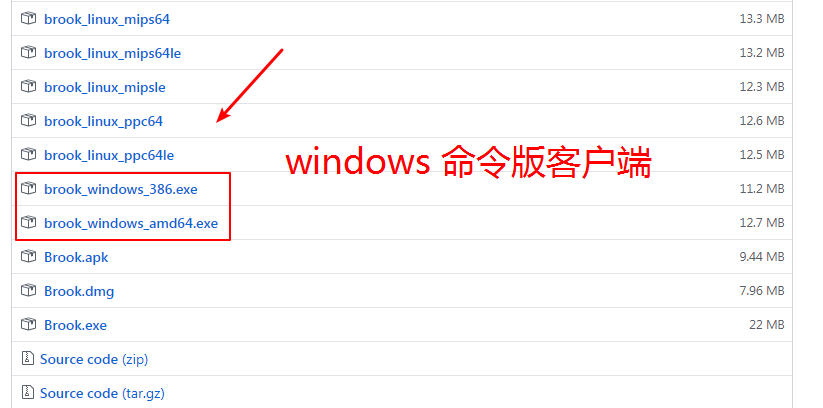 brook_linux_mips64 13.3 MB
brook_linux_mips64le 13.2 MB
brook_linux_mipsle 12.3 MB
brook_linux_ppc64 12.6 MB
brook_linux_ppc64le 12.5 MB
windows 命令版客户端
brook_windows_386.exe 11.2 MB
brook_windows_amd64.exe 12.7 MB
Brook.apk 9.44 MB
Brook.dmg 7.96 MB
Brook.exe 22 MB
Source code (zip)
Source code (tar.gz)